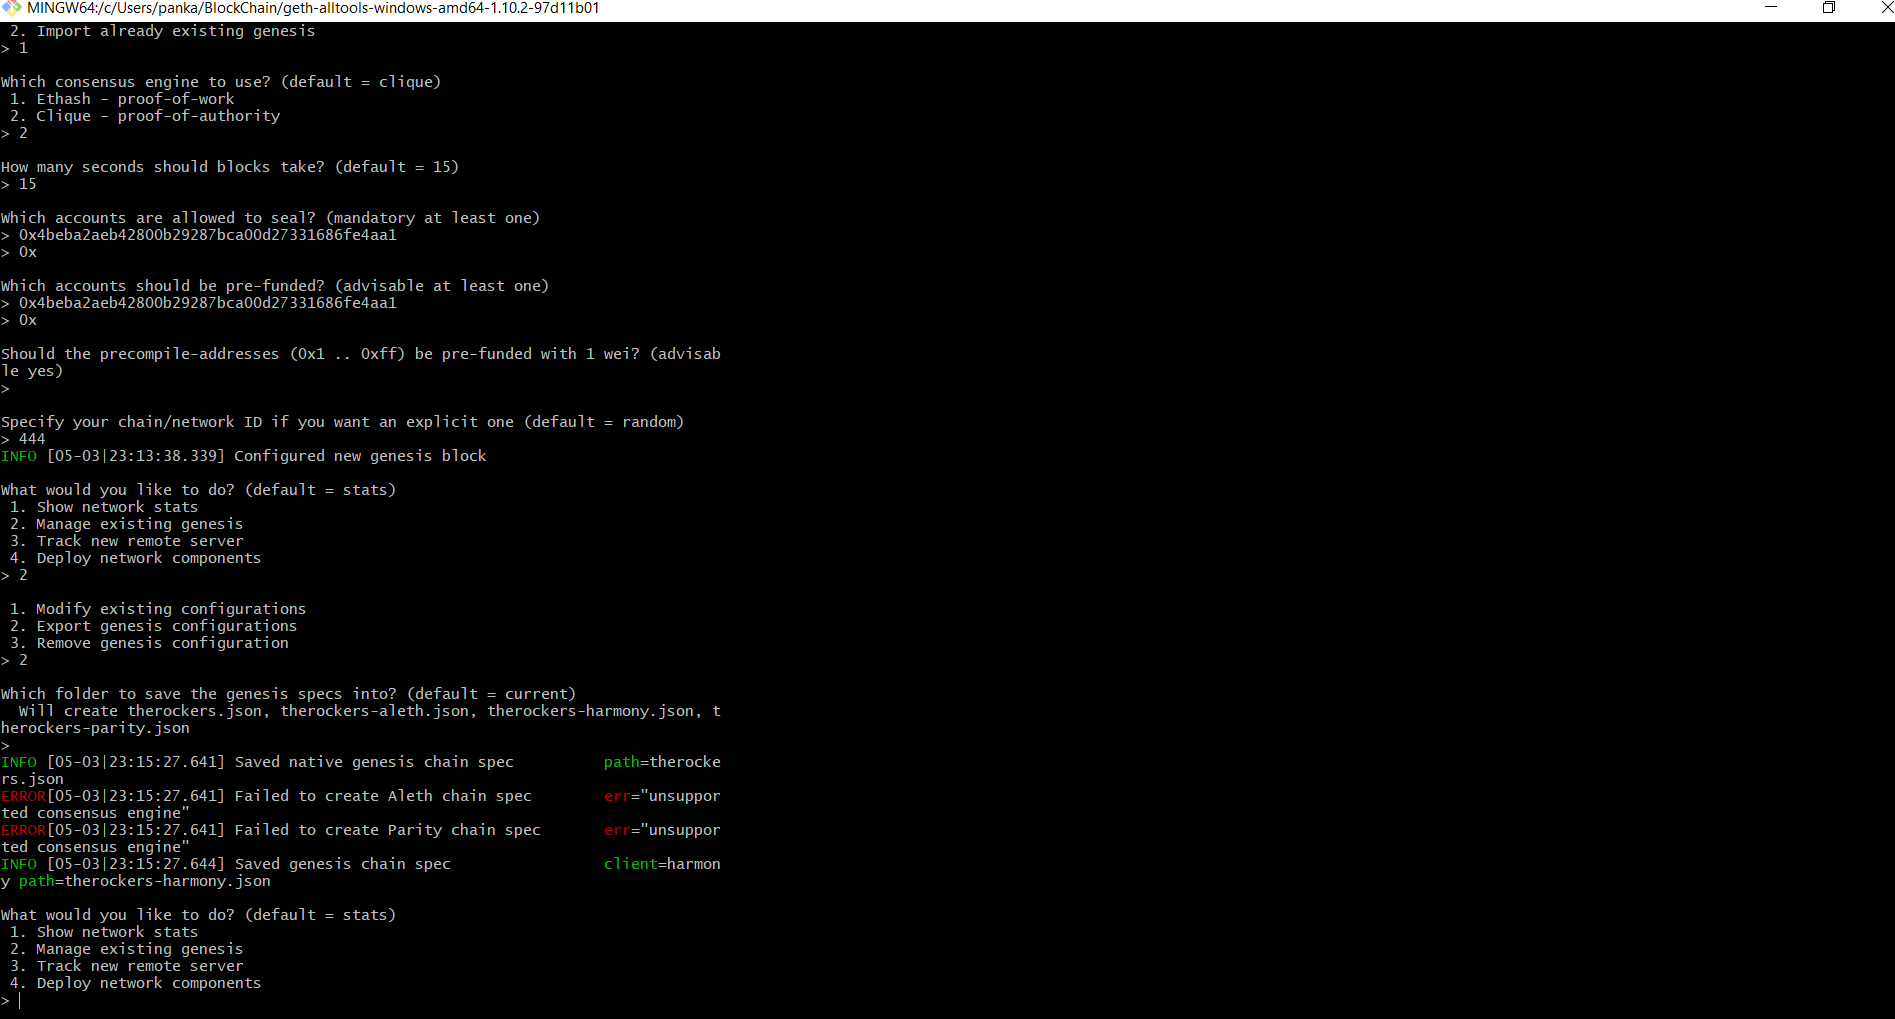 MINGW64:/c/Users/panka/BlockChain/geth-alltools-windows-amd64-1.10.2-97d11b01
2. Import already existing genesis
> 1
Which consensus engine to use? (default = clique)
1. Ethash - proof-of-work
2. Clique - proof-of-authority
> 2
How many seconds should blocks take? (default = 15)
> 15
Which accounts are allowed to seal? (mandatory at least one)
> 0x4beba2aeb42800b29287bca00d27331686fe4aa1
> 0x
Which accounts should be pre-funded? (advisable at least one)
> 0x4beba2aeb42800b29287bca00d27331686fe4aa1
> 0x
Should the precompile-addresses (0x1 .. 0xff) be pre-funded with 1 wei? (advisab
le yes)
>
Specify your chain/network ID if you want an explicit one (default = random)
> 444
INFO [05-03|23:13:38.339] Configured new genesis block
What would you like to do? (default = stats)
1. Show network stats
2. Manage existing genesis
3. Track new remote server
4. Deploy network components
> 2
1. Modify existing configurations
2. Export genesis configurations
3. Remove genesis configuration
> 2
Which folder to save the genesis specs into? (default = current)
Will create therockers.json, therockers-aleth.json, therockers-harmony.json, t
herockers-parity.json
>
INFO [05-03|23:15:27.641] Saved native genesis chain spec path=therocke
rs.json
ERROR[05-03|23:15:27.641] Failed to create Aleth chain spec err="unsuppor
ted consensus engine"
ERROR[05-03|23:15:27.641] Failed to create Parity chain spec err="unsuppor
ted consensus engine"
INFO [05-03|23:15:27.644] Saved genesis chain spec client=harmon
y path=therockers-harmony.json
What would you like to do? (default = stats)
1. Show network stats
2. Manage existing genesis
3. Track new remote server
4. Deploy network components
>